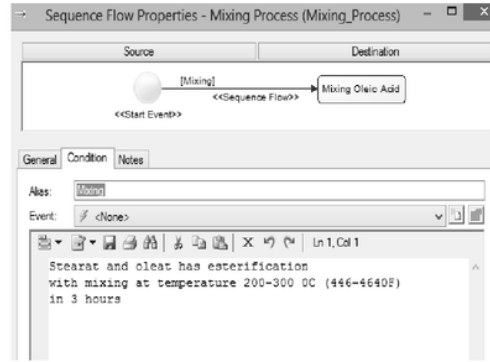 Sequence Flow Properties - Mixing Process (Mixing_Process)
Source Destination
[Mixing]
<<Sequence Flow>>
Mixing Oleic Acid
<<Start Event>>
General Condition Notes
Alias: Mixing
Event: <None>
Ln 1, Col 1
Stearat and oleat has esterification
with mixing at temperature 200-300 0C (446-4640F)
in 3 hours